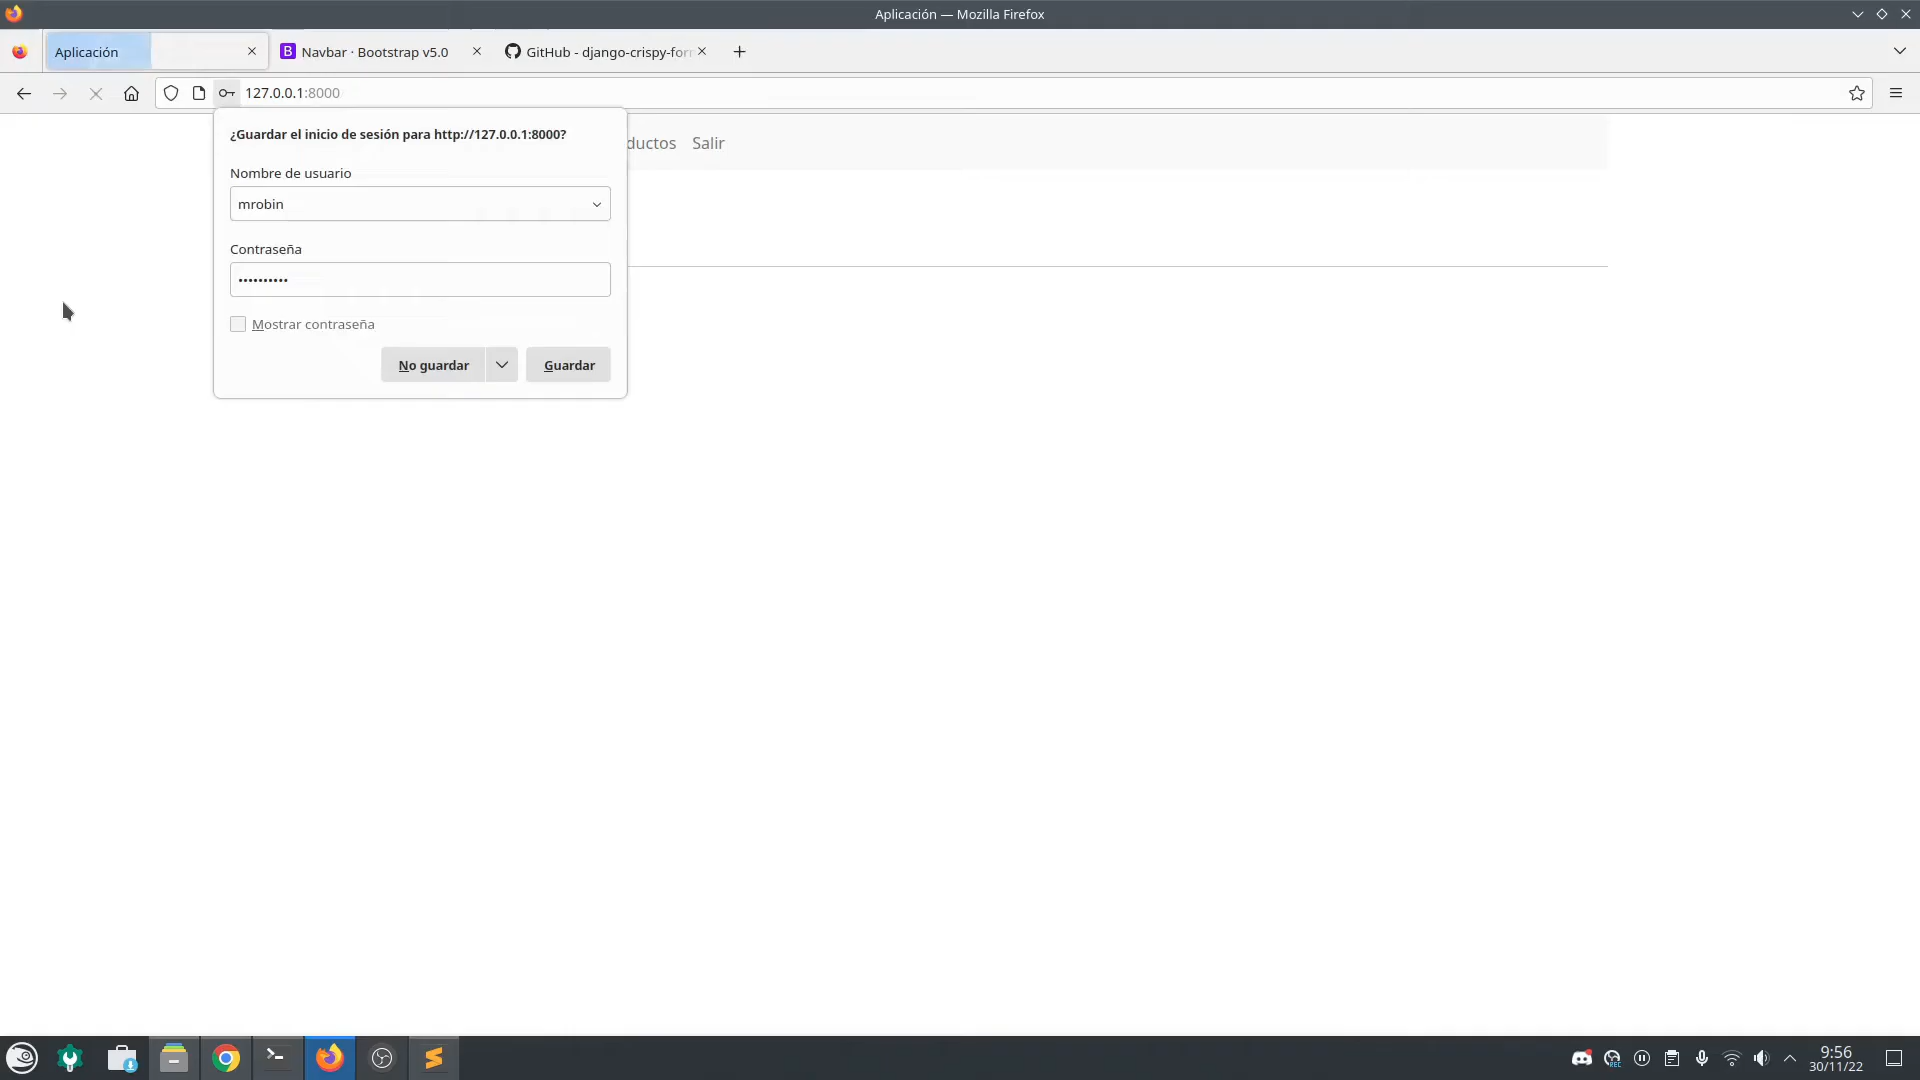 Aplicación — Mozilla Firefox
Aplicación
Navbar · Bootstrap v5.0
GitHub - django-crispy-for
127.0.0.1:8000
¿Guardar el inicio de sesión para http://127.0.0.1:8000?
ductos Salir
Nombre de usuario
mrobin
Contraseña
••••••••••
Mostrar contraseña
No guardar
Guardar
9:56
30/11/22